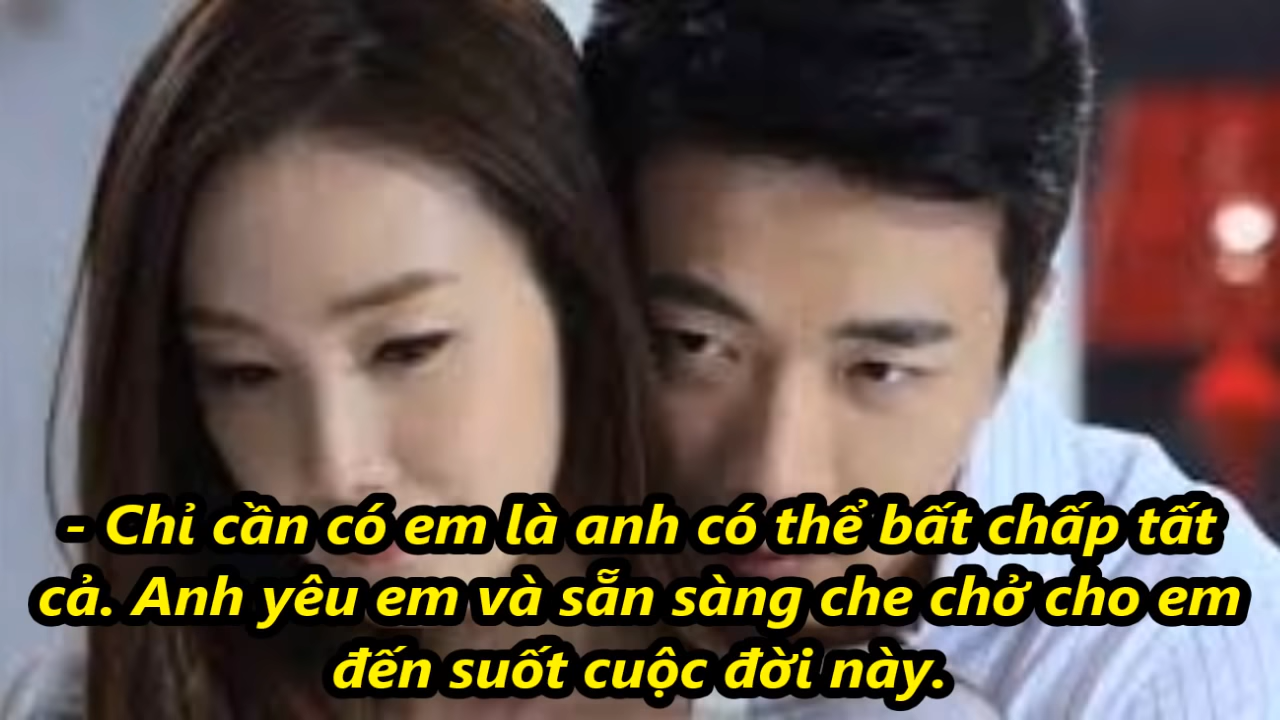 - Chỉ cần có em là anh có thể bất chấp tất
cả. Anh yêu em và sẵn sàng che chở cho em
đến suốt cuộc đời này.